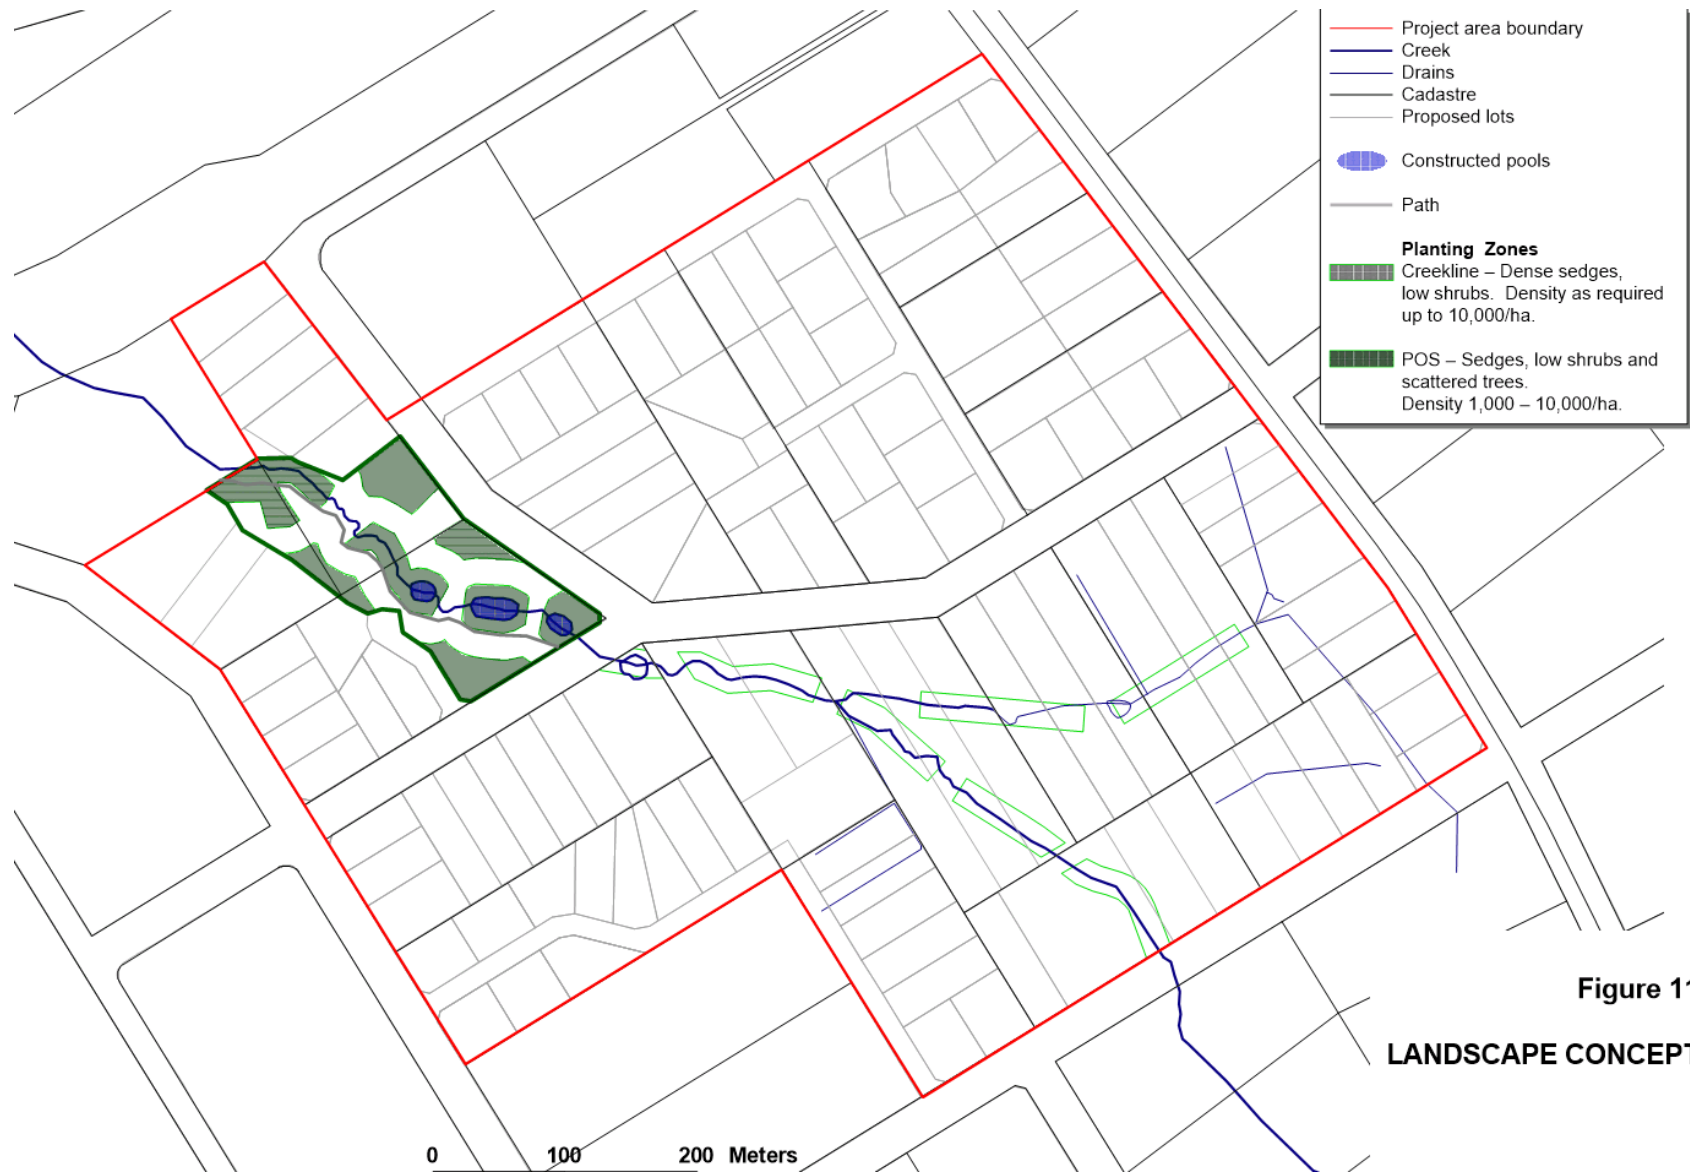 Project area boundary
Creek
Drains
Cadastre
Proposed lots
Constructed pools
Path
Planting Zones
Creekline – Dense sedges,
low shrubs. Density as required
up to 10,000/ha.
POS – Sedges, low shrubs and
scattered trees.
Density 1,000 – 10,000/ha.
Figure 11
LANDSCAPE CONCEPT
0 100 200 Meters